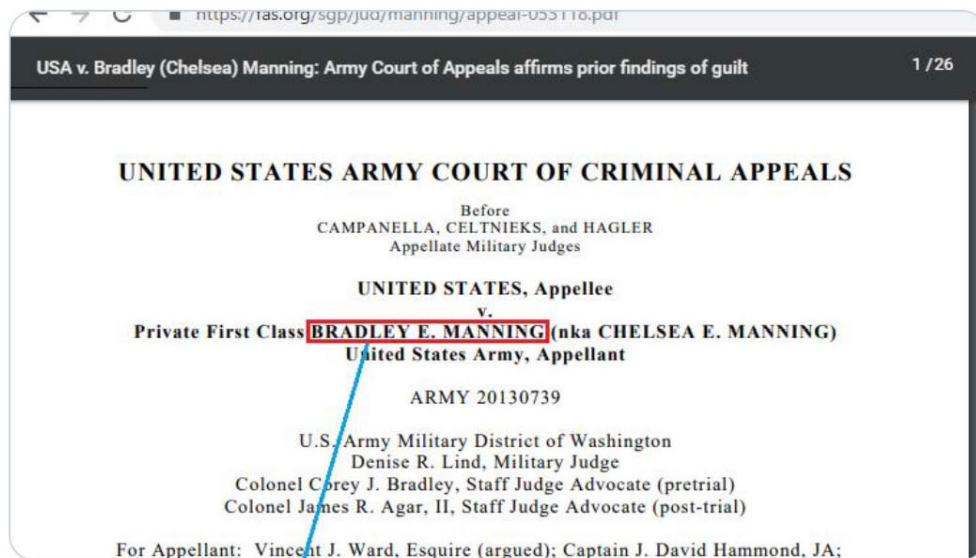 https://fas.org/sgp/jud/manning/appeal-053118.pdf
USA v. Bradley (Chelsea) Manning: Army Court of Appeals affirms prior findings of guilt 1 / 26
UNITED STATES ARMY COURT OF CRIMINAL APPEALS
Before
CAMPANELLA, CELTNIEKS, and HAGLER
Appellate Military Judges
UNITED STATES, Appellee
v.
Private First Class BRADLEY E. MANNING (nka CHELSEA E. MANNING)
United States Army, Appellant
ARMY 20130739
U.S. Army Military District of Washington
Denise R. Lind, Military Judge
Colonel Corey J. Bradley, Staff Judge Advocate (pretrial)
Colonel James R. Agar, II, Staff Judge Advocate (post-trial)
For Appellant: Vincent J. Ward, Esquire (argued); Captain J. David Hammond, JA;